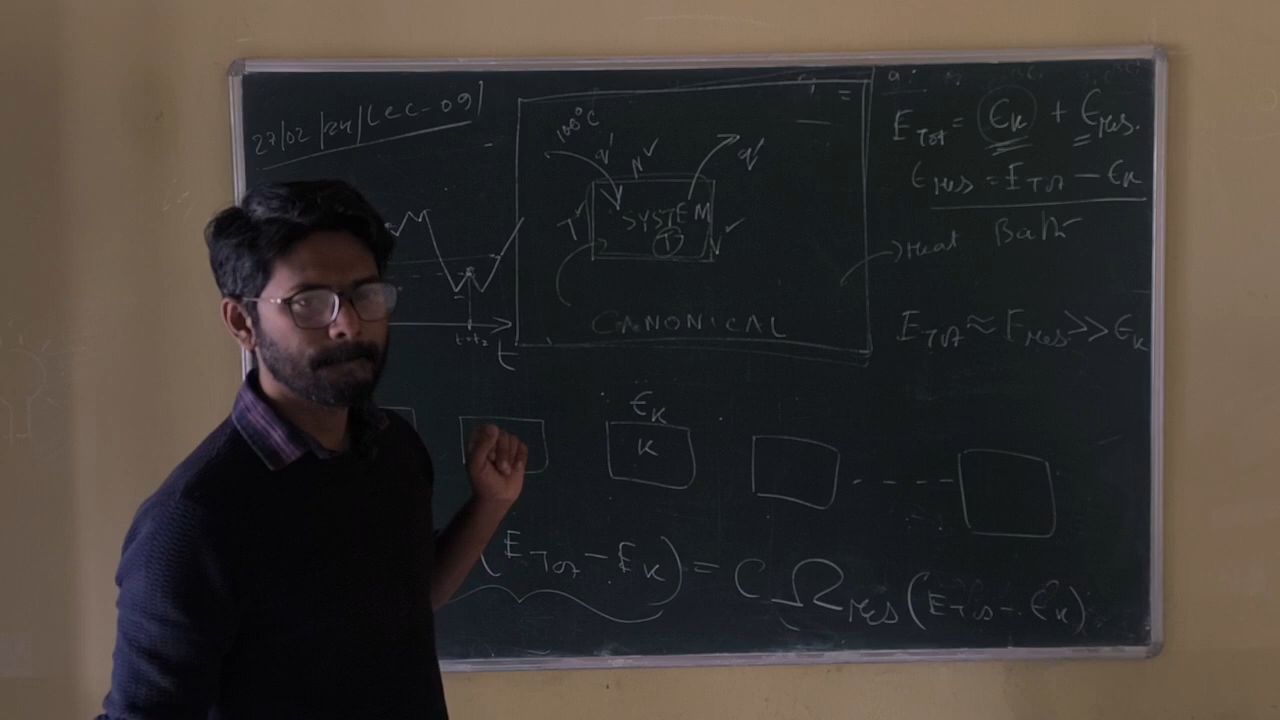 27/02/24/Lec-09
100°C
q'
N✓
q'
T✓
SYSTEM
T
V✓
CANONICAL
t
E_Tot = ϵ_K + ϵ_res.
ϵ_res = E_Tot − ϵ_K
→ Heat Bath
E_Tot ≈ E_res >> ϵ_K
ϵ_K
K
(E_Tot − E_K) = C Ω_res (E_Tot − ϵ_K)